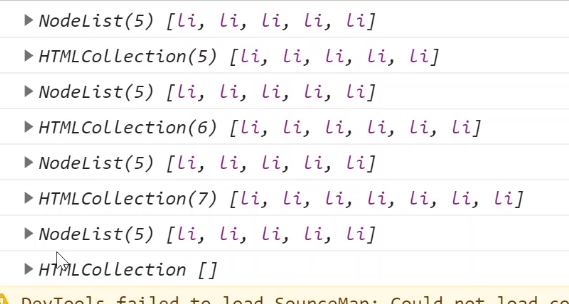 ▶NodeList(5) [li, li, li, li, li]
▶HTMLCollection(5) [li, li, li, li, li]
▶NodeList(5) [li, li, li, li, li]
▶HTMLCollection(6) [li, li, li, li, li, li]
▶NodeList(5) [li, li, li, li, li]
▶HTMLCollection(7) [li, li, li, li, li, li, li]
▶NodeList(5) [li, li, li, li, li]
▶HTMLCollection []
DevTools failed to load SourceMap: Could not load co